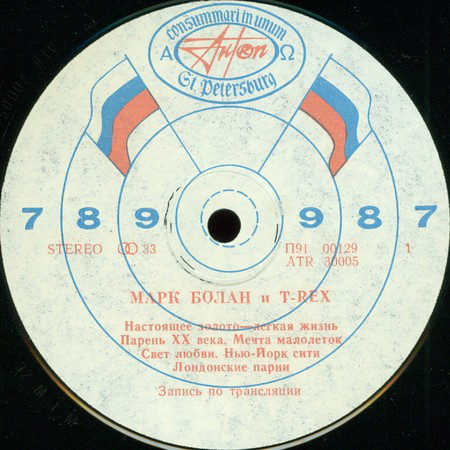 consummari in unum
Α Антоп Ω
St. Petersburg
7 8 9 9 8 7
STEREO 33 П91 00129 1
ATR 30005
МАРК БОЛАН и T-REX
Настоящее золото—легкая жизнь
Парень XX века. Мечта малолеток
Свет любви. Нью-Йорк сити
Лондонские парни
Запись по трансляции